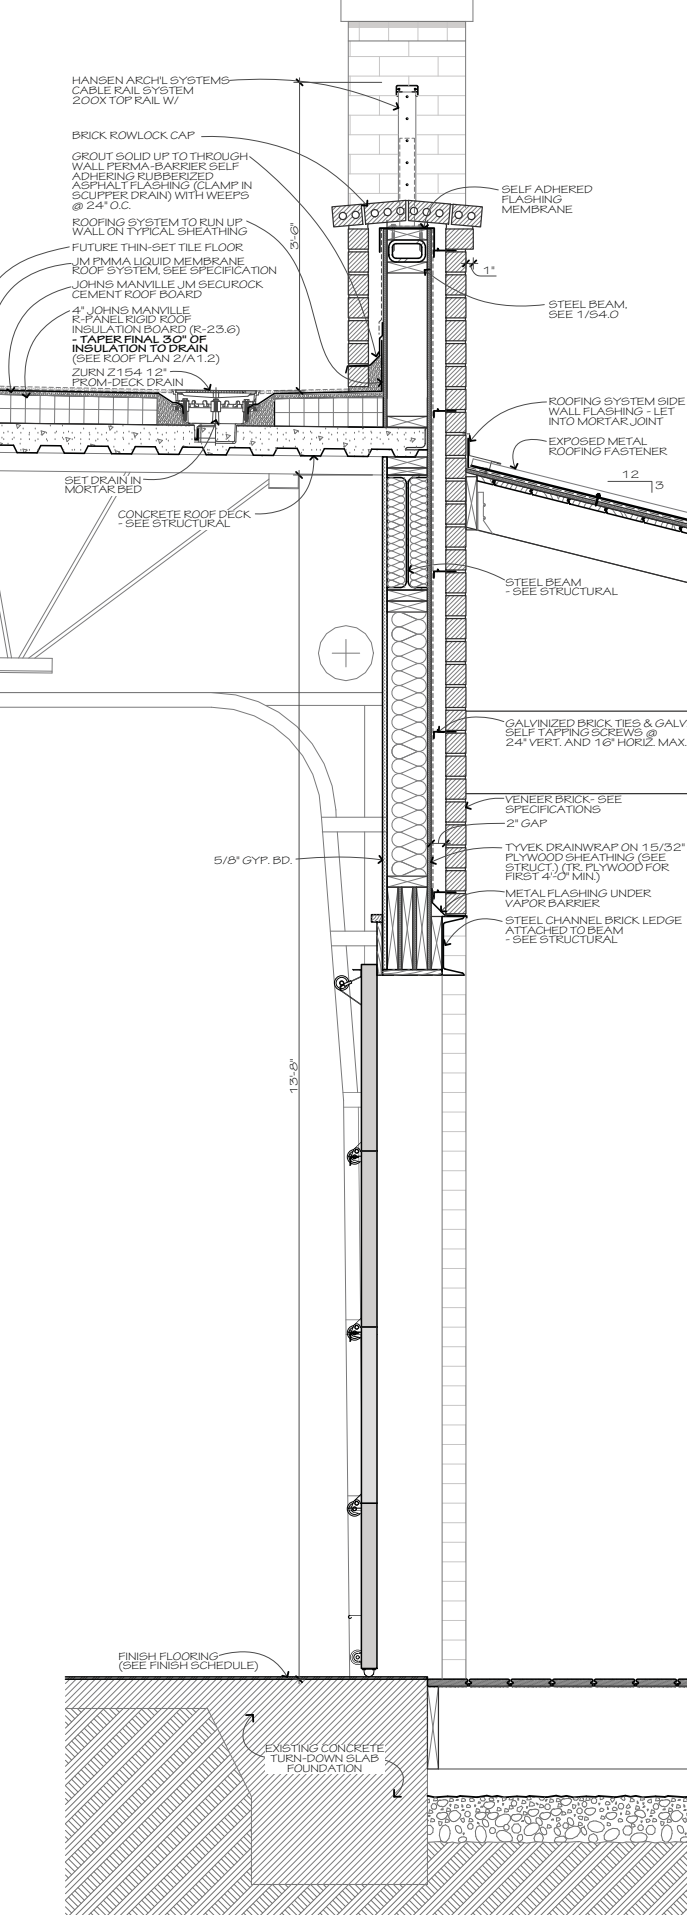 HANSEN ARCH'L SYSTEMS
CABLE RAIL SYSTEM
200X TOP RAIL W/
BRICK ROWLOCK CAP
GROUT SOLID UP TO THROUGH
WALL PERMA-BARRIER SELF
ADHERING RUBBERIZED
ASPHALT FLASHING (CLAMP IN
SCUPPER DRAIN) WITH WEEPS
@ 24" O.C.
ROOFING SYSTEM TO RUN UP
WALL ON TYPICAL SHEATHING
FUTURE THIN-SET TILE FLOOR
JM PMMA LIQUID MEMBRANE
ROOF SYSTEM, SEE SPECIFICATION
JOHNS MANVILLE JM SECUROCK
CEMENT ROOF BOARD
4" JOHNS MANVILLE
R-PANEL RIGID ROOF
INSULATION BOARD (R-23.6)
- TAPER FINAL 30" OF
INSULATION TO DRAIN
(SEE ROOF PLAN 2/A1.2)
ZURN Z154 12"
PROM-DECK DRAIN
3'-6"
SELF ADHERED
FLASHING
MEMBRANE
1"
STEEL BEAM,
SEE 1/S4.0
ROOFING SYSTEM SIDE
WALL FLASHING - LET
INTO MORTAR JOINT
EXPOSED METAL
ROOFING FASTENER
12
3
SET DRAIN IN
MORTAR BED
CONCRETE ROOF DECK
- SEE STRUCTURAL
STEEL BEAM
- SEE STRUCTURAL
GALVINIZED BRICK TIES & GALV
SELF TAPPING SCREWS @
24" VERT. AND 16" HORIZ. MAX.
VENEER BRICK- SEE
SPECIFICATIONS
2" GAP
5/8" GYP. BD.
TYVEK DRAINWRAP ON 15/32"
PLYWOOD SHEATHING (SEE
STRUCT.) (TR. PLYWOOD FOR
FIRST 4'-0" MIN.)
METAL FLASHING UNDER
VAPOR BARRIER
STEEL CHANNEL BRICK LEDGE
ATTACHED TO BEAM
- SEE STRUCTURAL
13'-8"
FINISH FLOORING
(SEE FINISH SCHEDULE)
EXISTING CONCRETE
TURN-DOWN SLAB
FOUNDATION